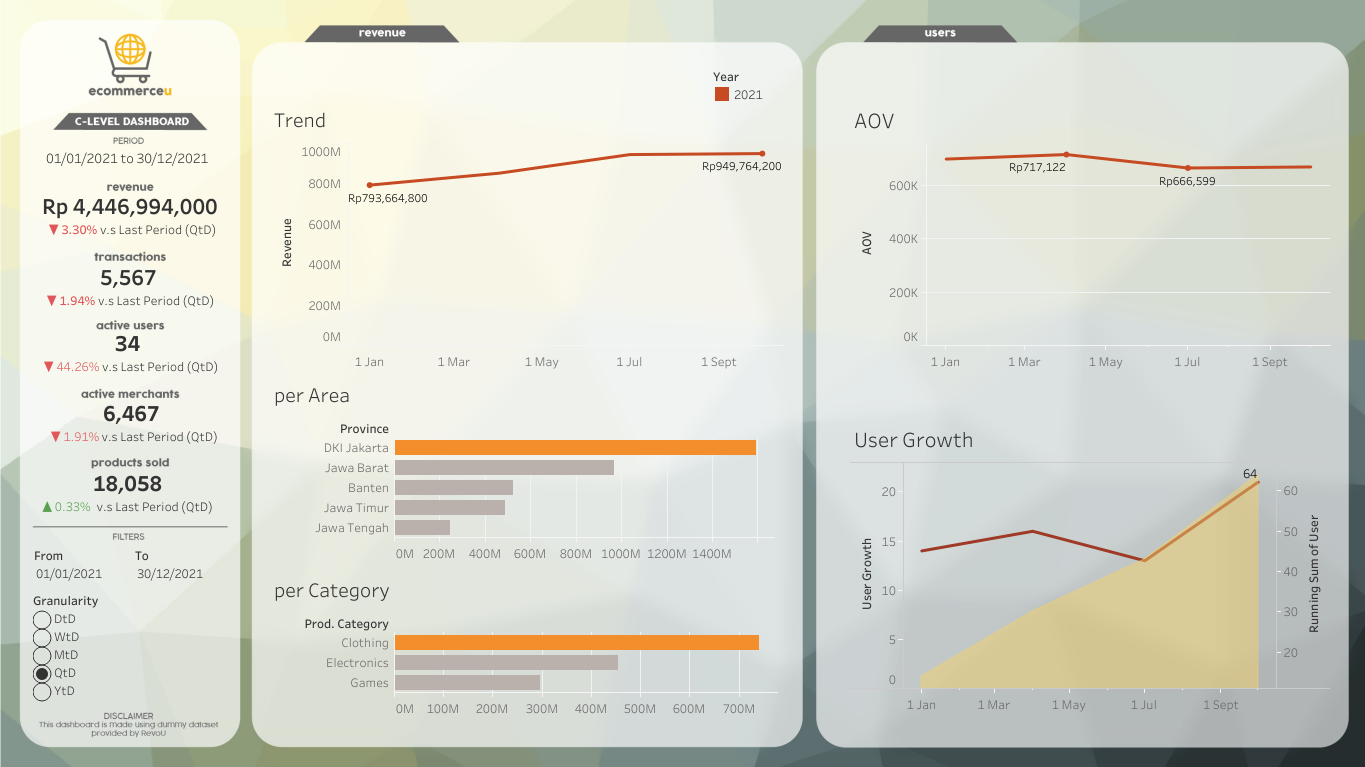 ecommerceu
C-LEVEL DASHBOARD
PERIOD
01/01/2021 to 30/12/2021
revenue
Rp 4,446,994,000
▼ 3.30% v.s Last Period (QtD)
transactions
5,567
▼ 1.94% v.s Last Period (QtD)
active users
34
▼ 44.26% v.s Last Period (QtD)
active merchants
6,467
▼ 1.91% v.s Last Period (QtD)
products sold
18,058
▲ 0.33% v.s Last Period (QtD)
FILTERS
From To
01/01/2021 30/12/2021
Granularity
DtD
WtD
MtD
QtD
YtD
DISCLAIMER
This dashboard is made using dummy dataset
provided by RevoU
revenue
Year
2021
Trend
Revenue
1000M
800M
600M
400M
200M
0M
Rp793,664,800
Rp949,764,200
1 Jan 1 Mar 1 May 1 Jul 1 Sept
per Area
Province
DKI Jakarta
Jawa Barat
Banten
Jawa Timur
Jawa Tengah
0M 200M 400M 600M 800M 1000M 1200M 1400M
per Category
Prod. Category
Clothing
Electronics
Games
0M 100M 200M 300M 400M 500M 600M 700M
users
AOV
AOV
600K
400K
200K
0K
Rp717,122
Rp666,599
1 Jan 1 Mar 1 May 1 Jul 1 Sept
User Growth
User Growth
20
15
10
5
0
64
60
50
40
30
20
Running Sum of User
1 Jan 1 Mar 1 May 1 Jul 1 Sept